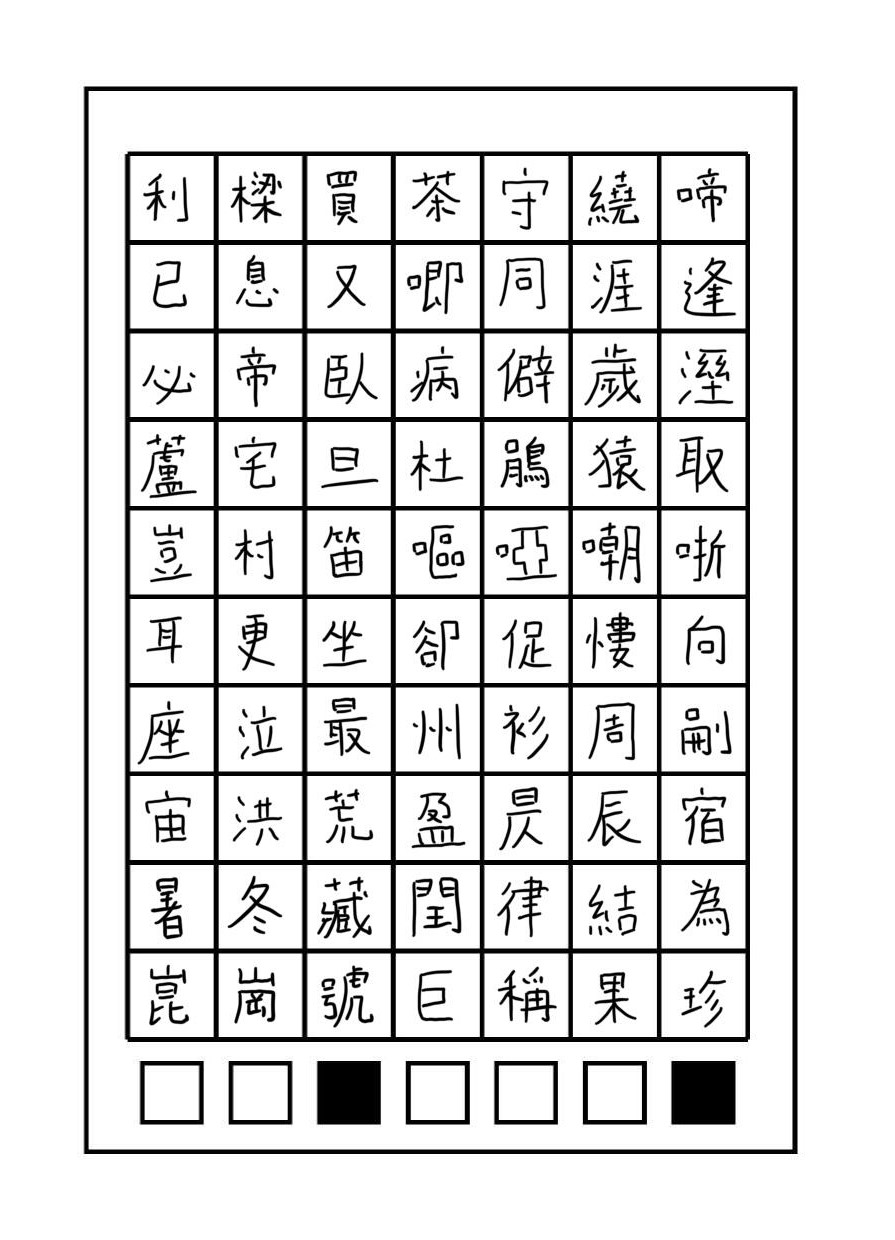 利樑買茶守繞啼
已息又唧同涯逢
必帝臥病僻歲溼
蘆宅旦杜鵑猿取
豈村笛嘔啞嘲哳
耳更坐卻促慺向
座泣最州衫周剮
宙洪荒盈昃辰宿
暑冬藏閏律結為
崑崗號巨稱果珍